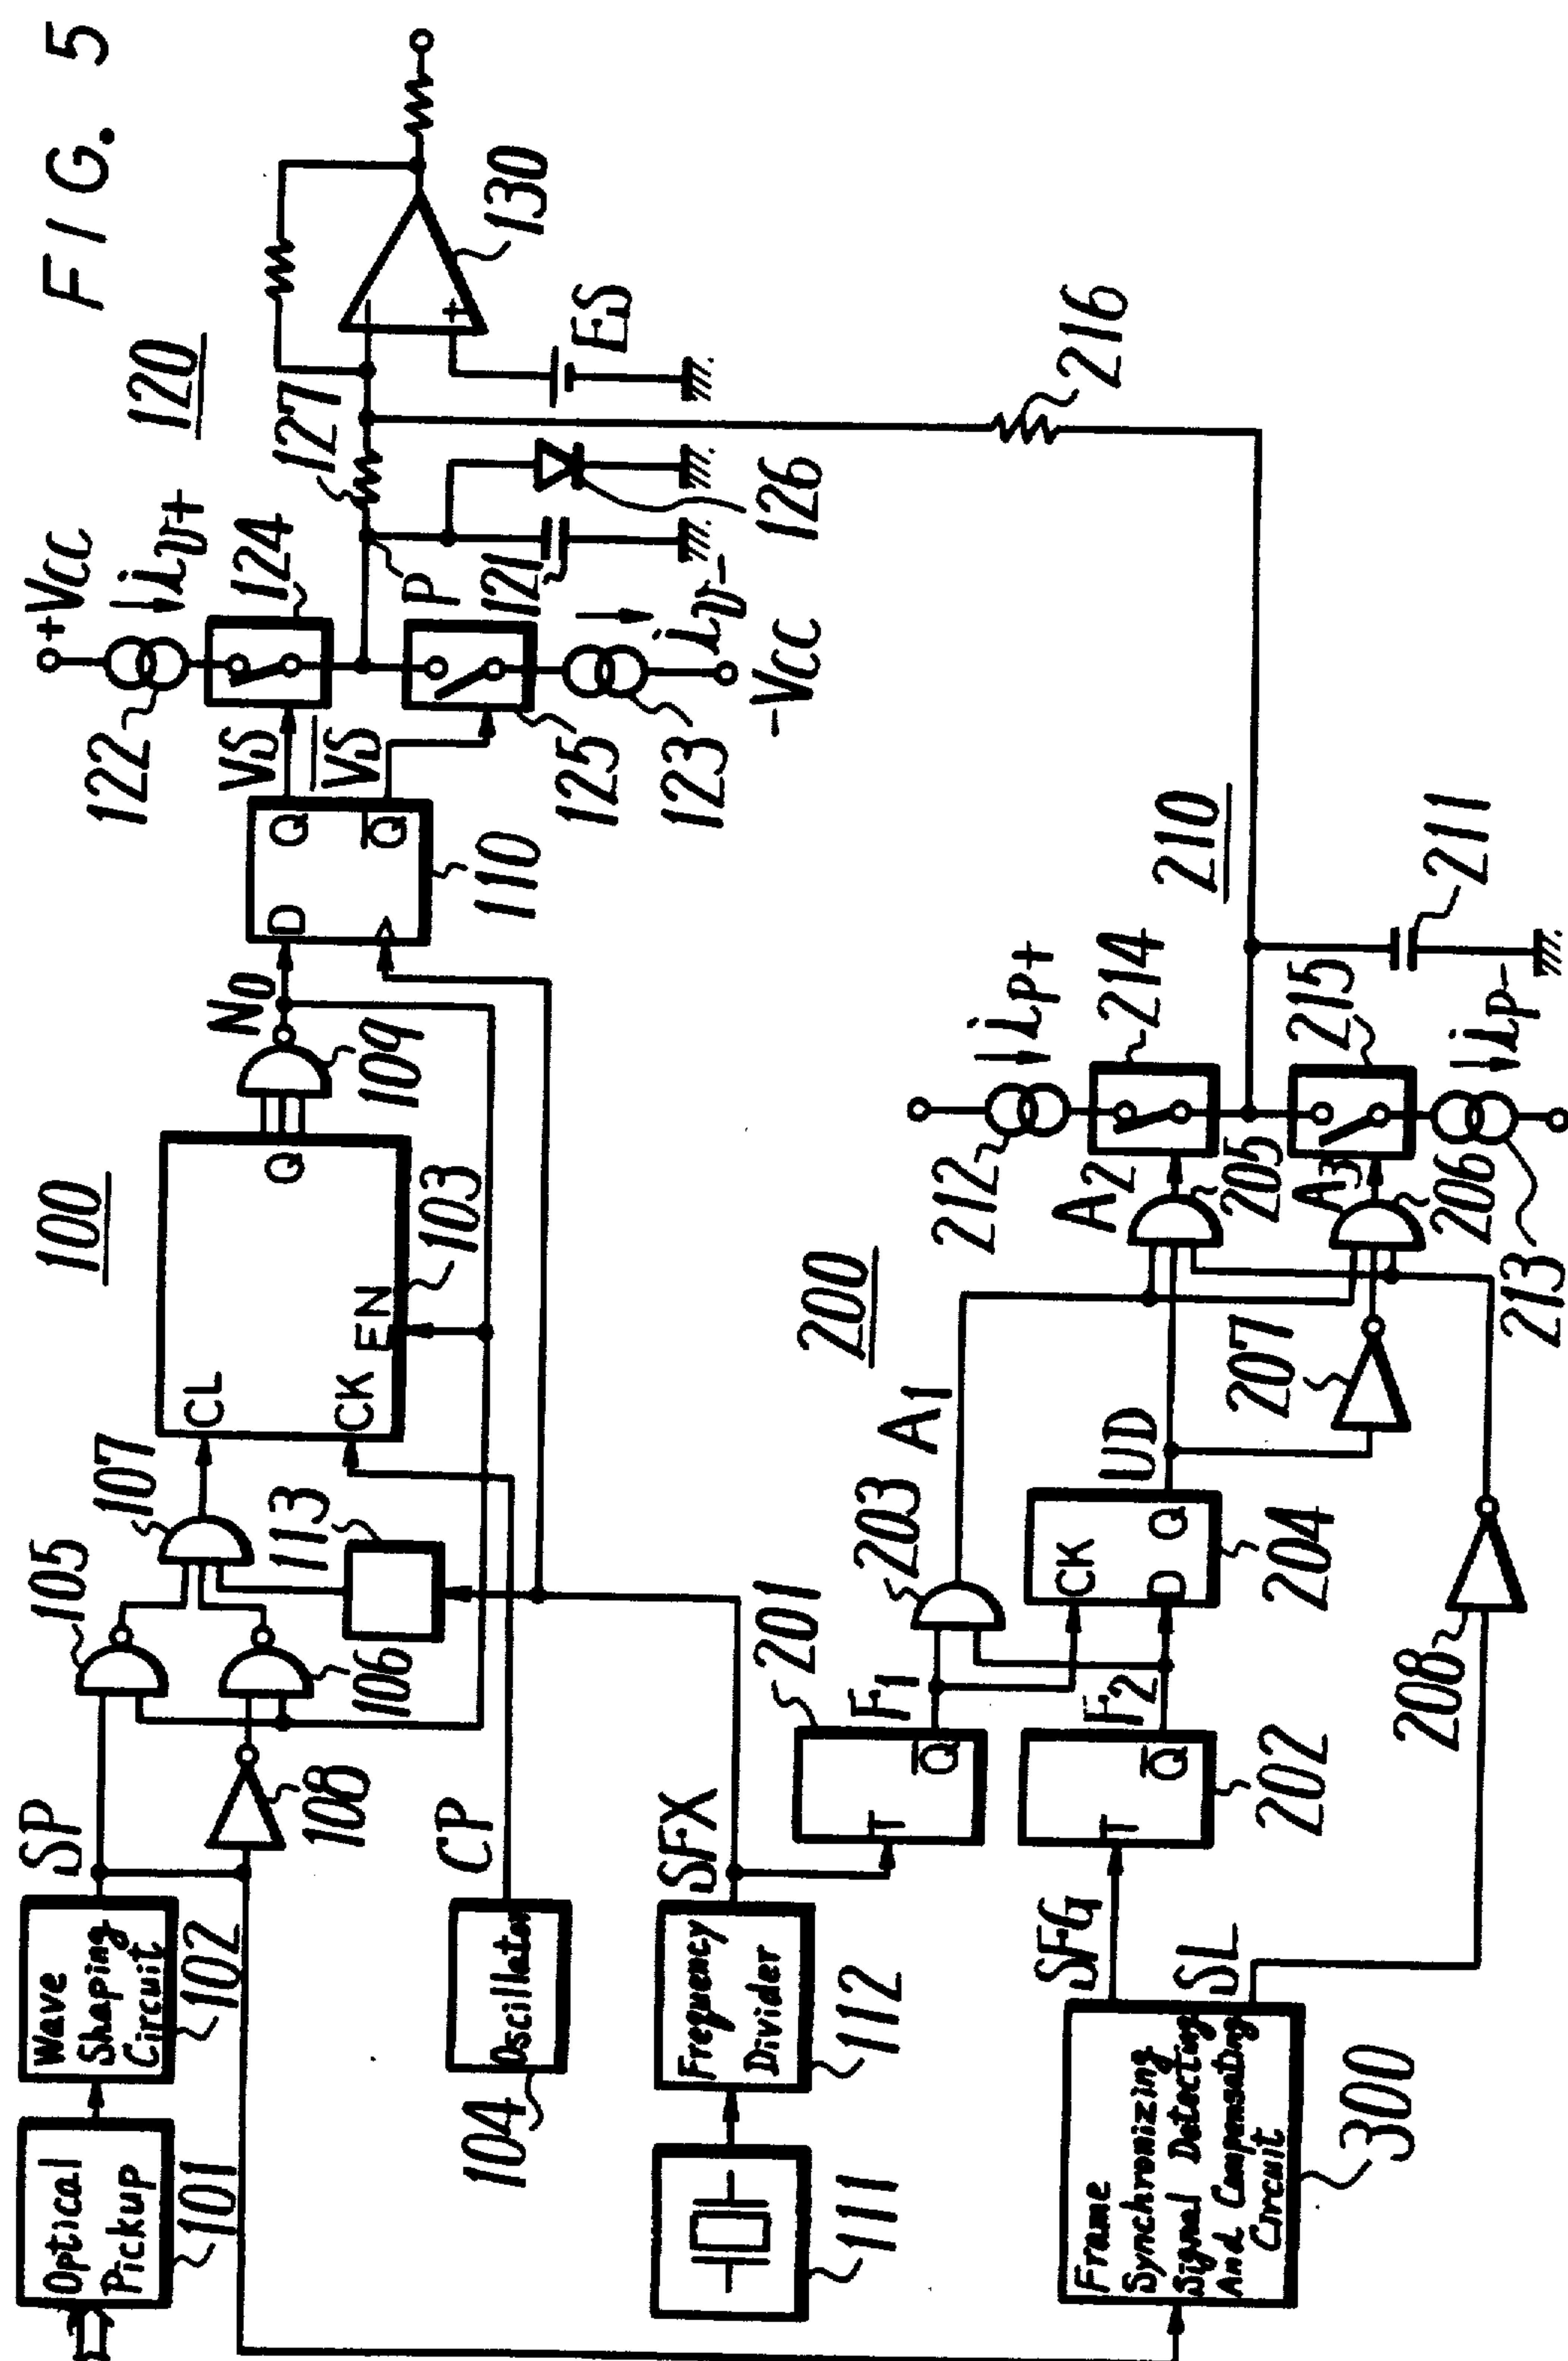 FIG. 5
Optical
Pickup
101
Wave
Shaping
Circuit
102
SP
105
107
108
106
113
100
CL
CK
EN
Q
103
109
N0
D
Q
Q̅
110
VS
V̅S̅
120
+Vcc
iv+
122
124
125
123
iv-
-Vcc
P
121
126
127
ES
130
Oscillator
104
CP
111
Frequency
Divider
112
SFX
201
T
Q̅
F1
Frame
Synchronizing
Signal Detecting
And Compensating
Circuit
300
SFG
SL
202
T
Q̅
F2
203
A1
CK
D
Q
204
UD
200
207
208
A2
205
A3
206
212
213
iP+
iP-
214
215
210
211
216